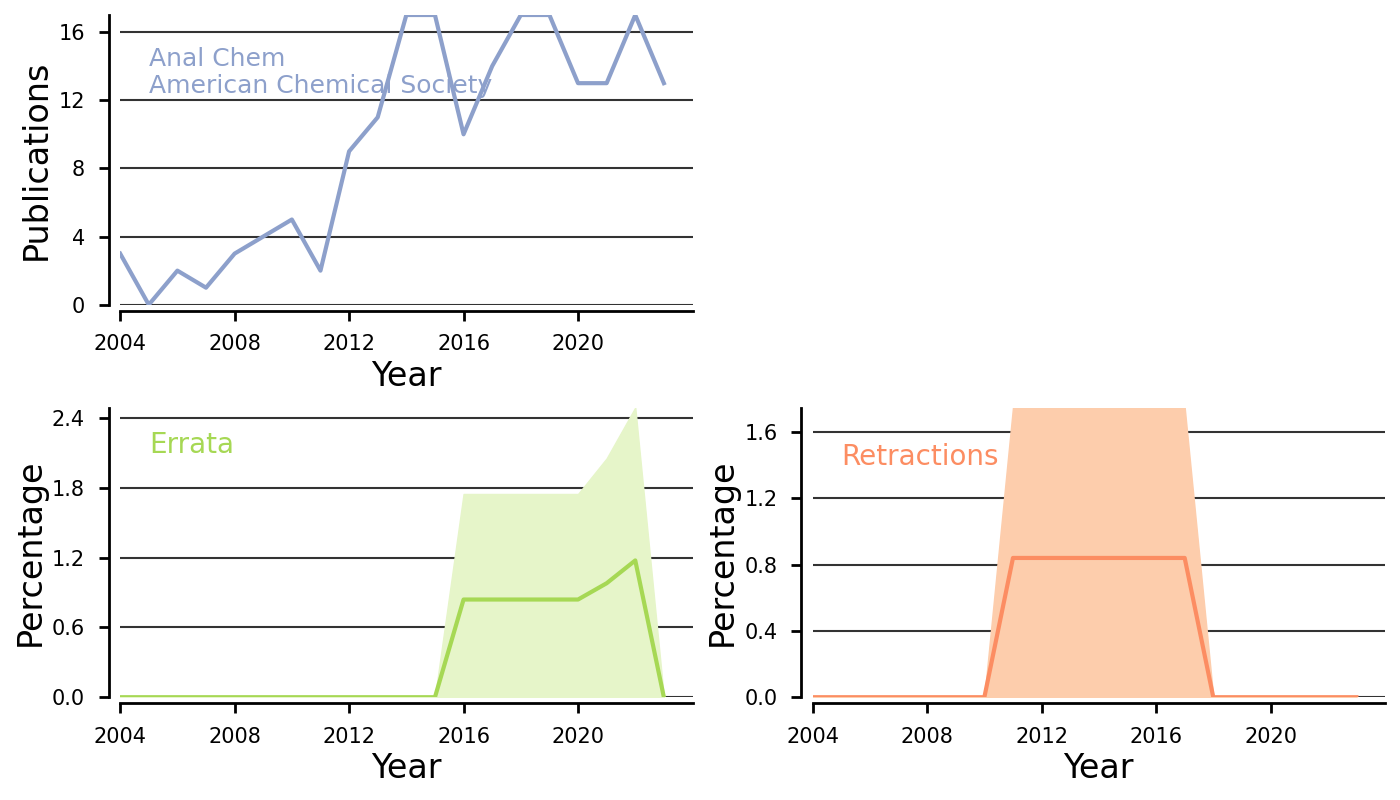 Publications
16
12
8
4
0
Anal Chem
American Chemical Society
2004 2008 2012 2016 2020
Year
Percentage
2.4
1.8
1.2
0.6
0.0
Errata
2004 2008 2012 2016 2020
Year
Percentage
1.6
1.2
0.8
0.4
0.0
Retractions
2004 2008 2012 2016 2020
Year